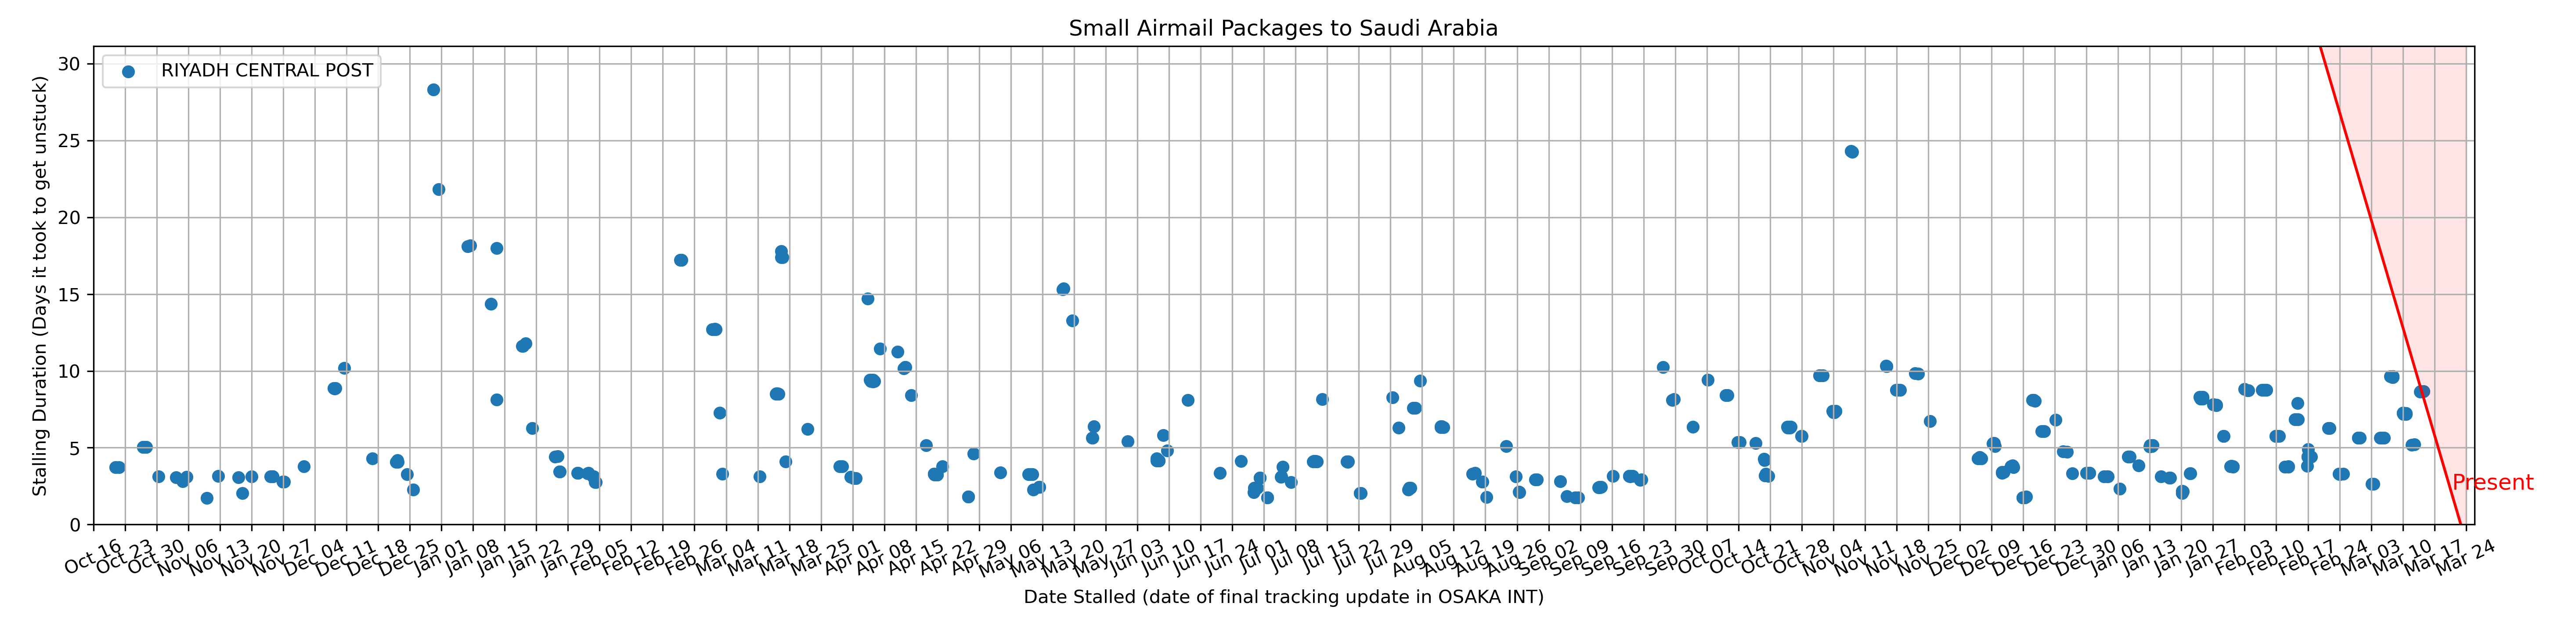 Small Airmail Packages to Saudi Arabia
RIYADH CENTRAL POST
Stalling Duration (Days it took to get unstuck)
30
25
20
15
10
5
0
Present
Oct 16 Oct 23 Oct 30 Nov 06 Nov 13 Nov 20 Nov 27 Dec 04 Dec 11 Dec 18 Dec 25 Jan 01 Jan 08 Jan 15 Jan 22 Jan 29 Feb 05 Feb 12 Feb 19 Feb 26 Mar 04 Mar 11 Mar 18 Mar 25 Apr 01 Apr 08 Apr 15 Apr 22 Apr 29 May 06 May 13 May 20 May 27 Jun 03 Jun 10 Jun 17 Jun 24 Jul 01 Jul 08 Jul 15 Jul 22 Jul 29 Aug 05 Aug 12 Aug 19 Aug 26 Sep 02 Sep 09 Sep 16 Sep 23 Sep 30 Oct 07 Oct 14 Oct 21 Oct 28 Nov 04 Nov 11 Nov 18 Nov 25 Dec 02 Dec 09 Dec 16 Dec 23 Dec 30 Jan 06 Jan 13 Jan 20 Jan 27 Feb 03 Feb 10 Feb 17 Feb 24 Mar 03 Mar 10 Mar 17 Mar 24
Date Stalled (date of final tracking update in OSAKA INT)